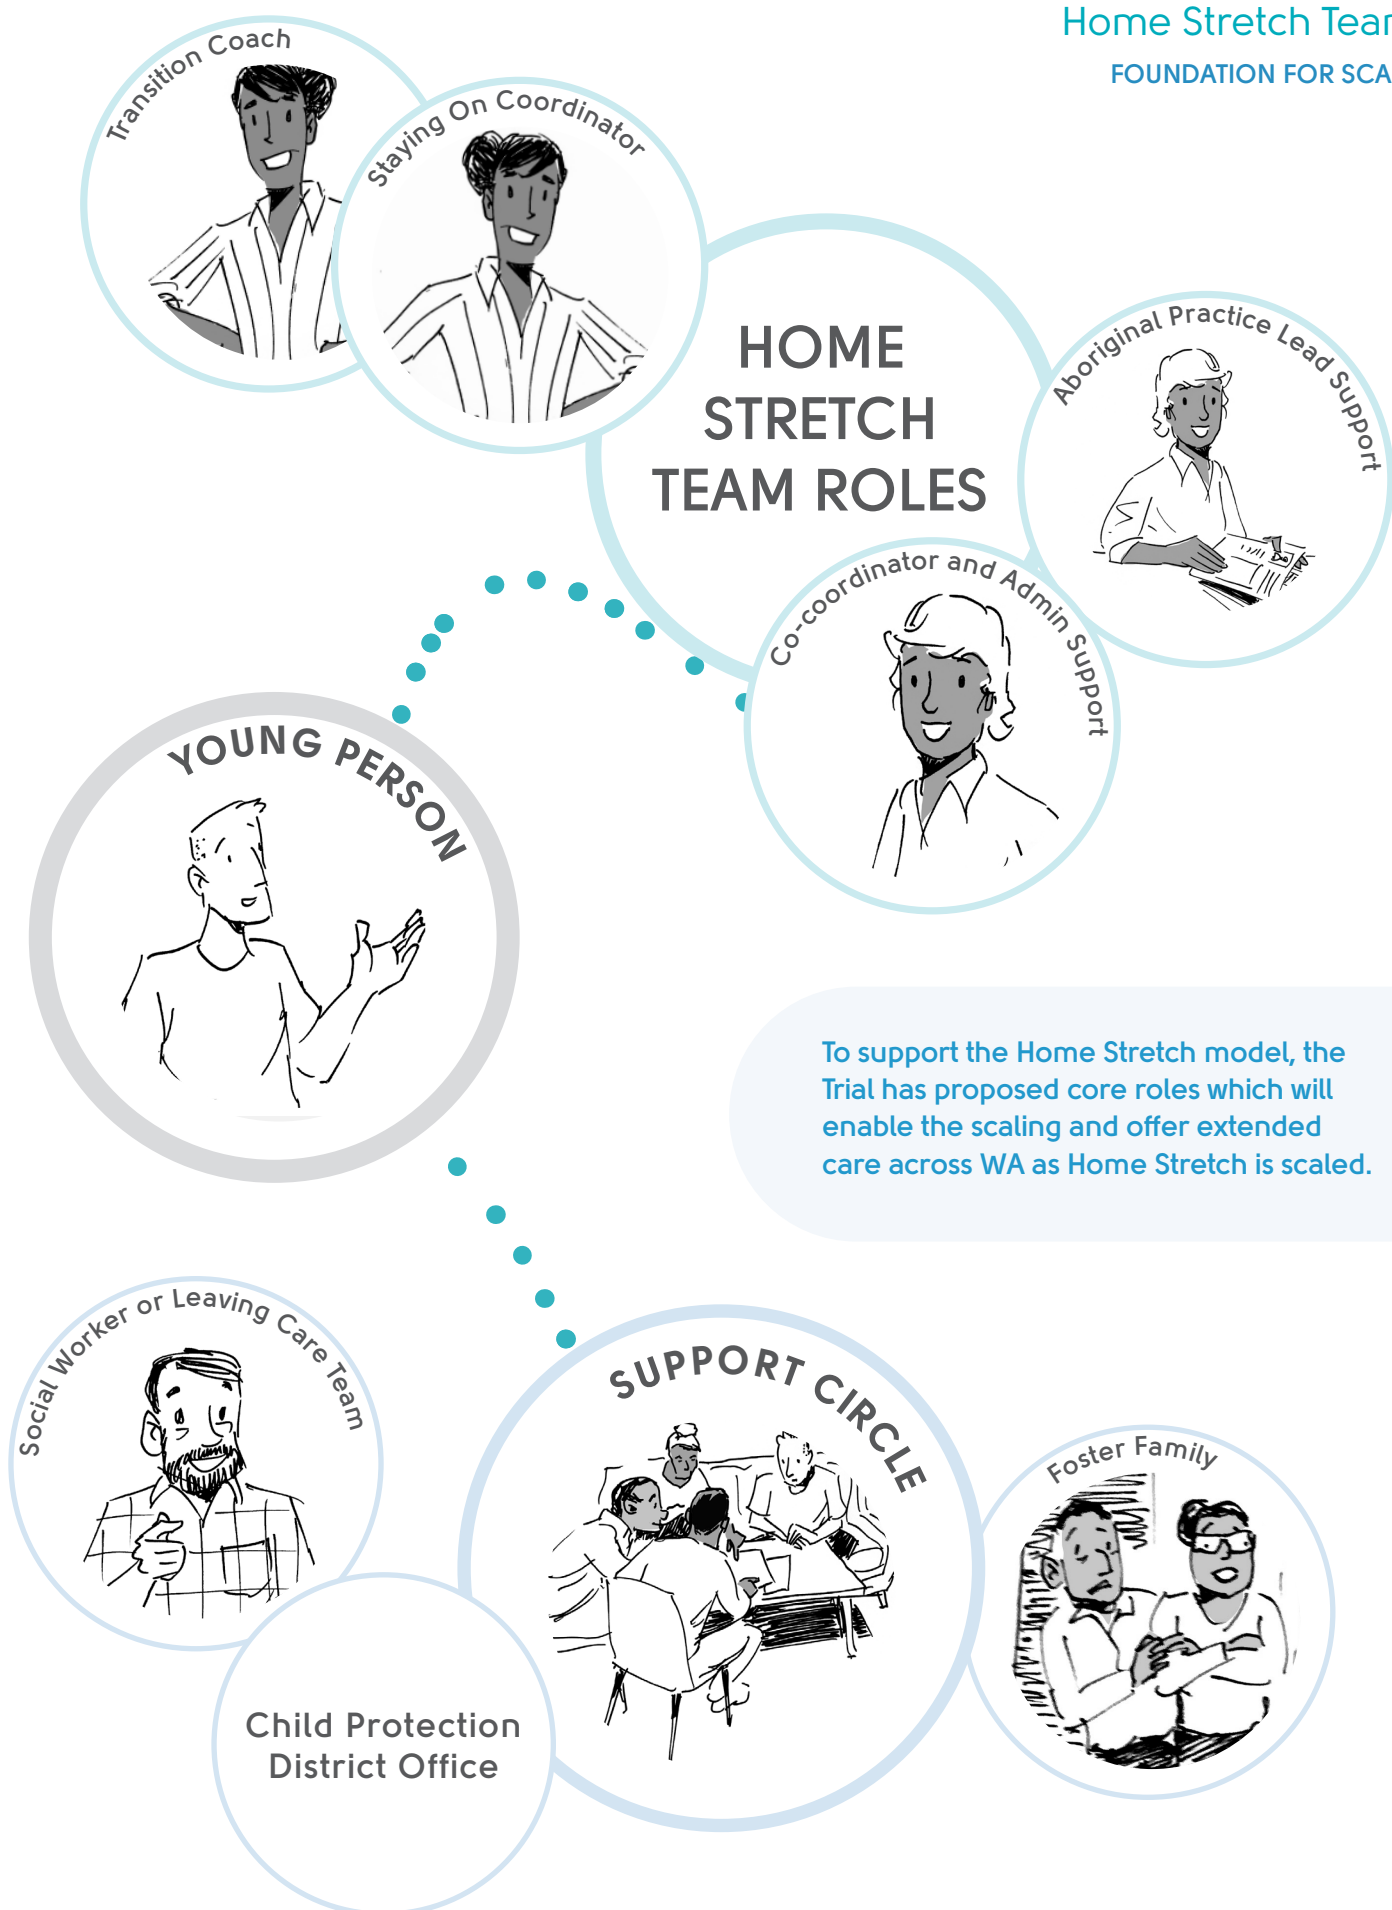 Home Stretch
FOUNDATION FOR
Transition Coach
Staying On Coordinator
HOME
STRETCH
TEAM ROLES
Aboriginal Practice Lead Support
Co-coordinator and Admin Support
YOUNG PERSON
To support the Home Stretch model, the
Trial has proposed core roles which will
enable the scaling and offer extended
care across WA as Home Stretch is scaled.
Social Worker or Leaving Care Team
SUPPORT CIRCLE
Foster Family
Child Protection
District Office